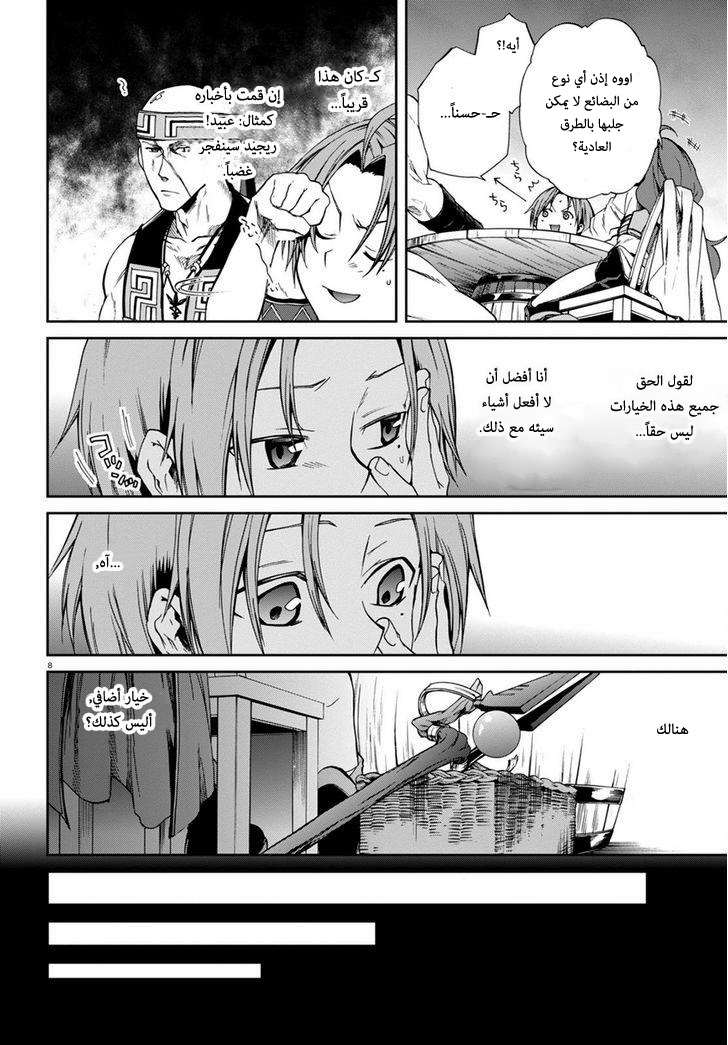 أيه!؟
اووه إذن أي نوع
من البضائع لا يمكن
جلبها بالطرق
العادية؟
حـ-حسناً...
كـ-كان هذا
قريباً...
إن قمت بأخباره
كمثال: عبيد!
ريجيد سينفجر
غضباً.
لقول الحق
جميع هذه الخيارات
ليس حقاً...
أنا أفضل أن
لا أفعل أشياء
سيئه مع ذلك.
...آه,
8
هنالك
خيار أضافي,
أليس كذلك؟